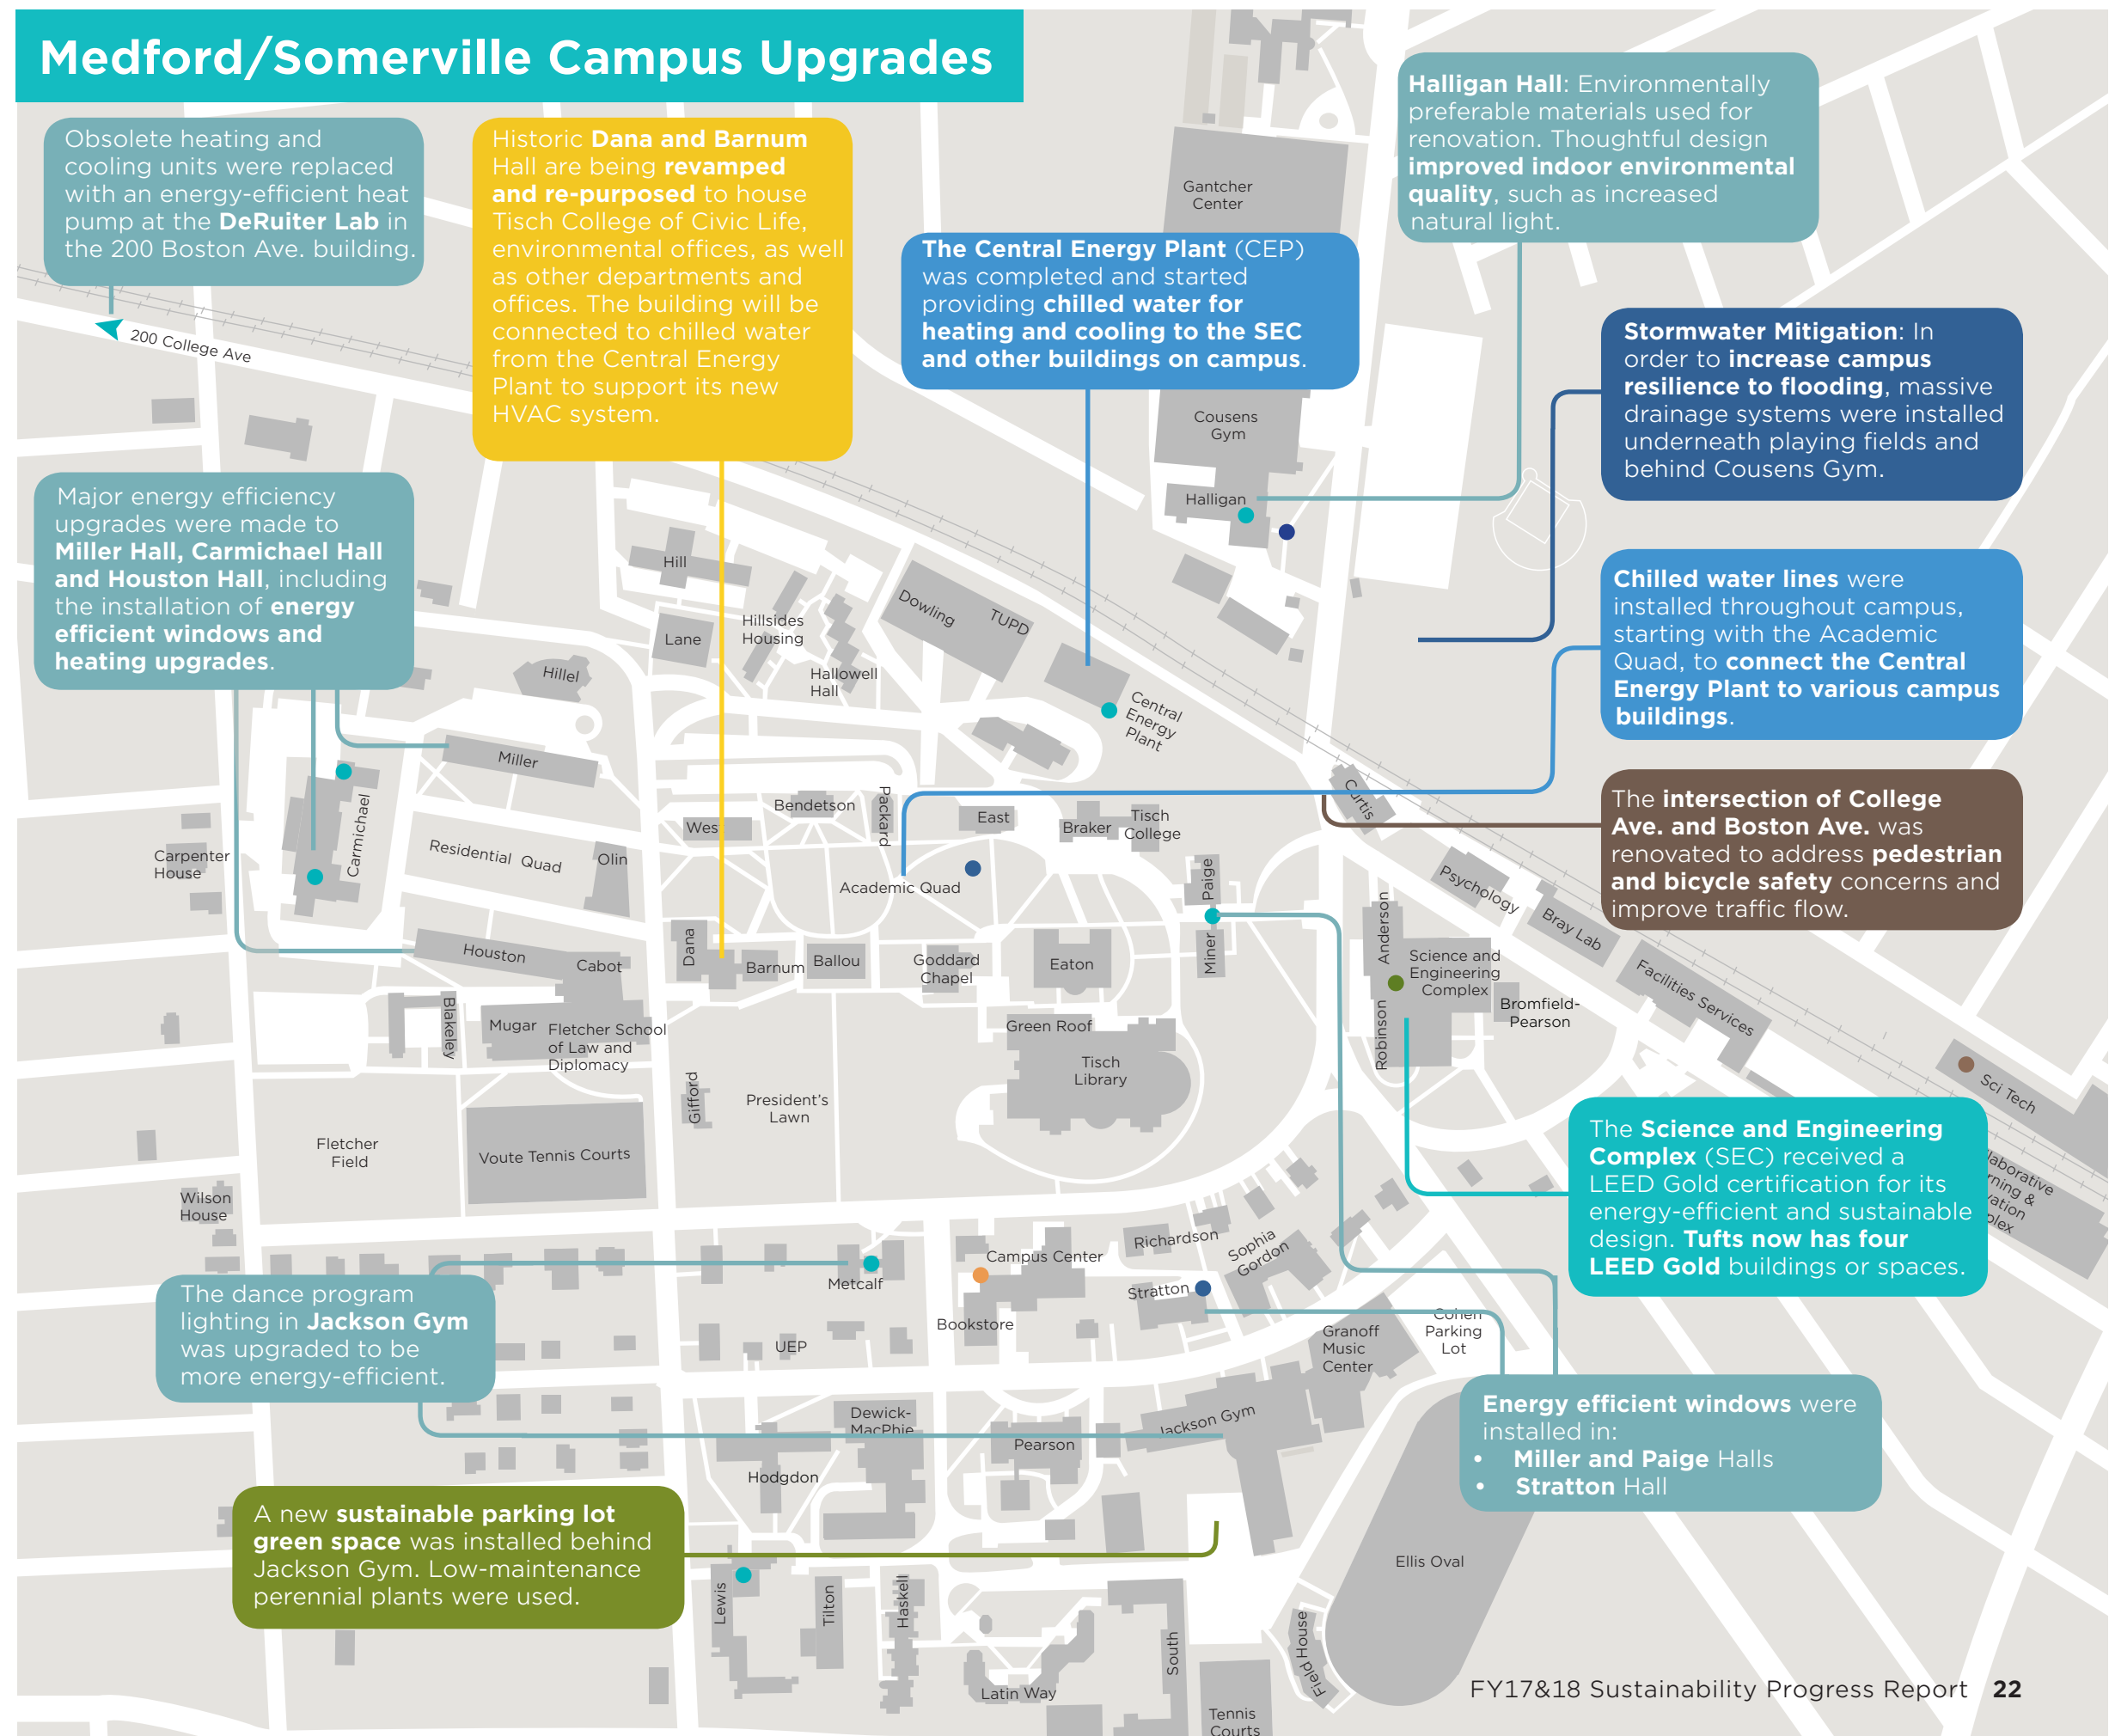 Medford/Somerville Campus Upgrades
Obsolete heating and
cooling units were replaced
with an energy-efficient heat
pump at the DeRuiter Lab in
the 200 Boston Ave. building.
Historic Dana and Barnum
Hall are being revamped
and re-purposed to house
Tisch College of Civic Life,
environmental offices, as well
as other departments and
offices. The building will be
connected to chilled water
from the Central Energy
Plant to support its new
HVAC system.
The Central Energy Plant (CEP)
was completed and started
providing chilled water for
heating and cooling to the SEC
and other buildings on campus.
Halligan Hall: Environmentally
preferable materials used for
renovation. Thoughtful design
improved indoor environmental
quality, such as increased
natural light.
Stormwater Mitigation: In
order to increase campus
resilience to flooding, massive
drainage systems were installed
underneath playing fields and
behind Cousens Gym.
Major energy efficiency
upgrades were made to
Miller Hall, Carmichael Hall
and Houston Hall, including
the installation of energy
efficient windows and
heating upgrades.
Chilled water lines were
installed throughout campus,
starting with the Academic
Quad, to connect the Central
Energy Plant to various campus
buildings.
The intersection of College
Ave. and Boston Ave. was
renovated to address pedestrian
and bicycle safety concerns and
improve traffic flow.
The Science and Engineering
Complex (SEC) received a
LEED Gold certification for its
energy-efficient and sustainable
design. Tufts now has four
LEED Gold buildings or spaces.
The dance program
lighting in Jackson Gym
was upgraded to be
more energy-efficient.
Energy efficient windows were
installed in:
• Miller and Paige Halls
• Stratton Hall
A new sustainable parking lot
green space was installed behind
Jackson Gym. Low-maintenance
perennial plants were used.
200 College Ave
Gantcher
Center
Cousens
Gym
Halligan
Hill
Lane
Hillsides
Housing
Hallowell
Hall
Dowling
TUPD
Central
Energy
Plant
Hillel
Miller
Carmichael
Carpenter
House
Residential Quad
Olin
Wes
Bendetson
Packard
East
Braker
Tisch
College
Curtis
Academic Quad
Paige
Miner
Psychology
Bray Lab
Anderson
Science and
Engineering
Complex
Robinson
Bromfield-
Pearson
Facilities Services
Sci Tech
laborative
rning &
vation
plex
Houston
Cabot
Dana
Barnum
Ballou
Goddard
Chapel
Eaton
Blakeley
Mugar
Fletcher School
of Law and
Diplomacy
Green Roof
Tisch
Library
Gifford
President's
Lawn
Fletcher
Field
Voute Tennis Courts
Wilson
House
Metcalf
Campus Center
Bookstore
Richardson
Sophia
Gordon
Stratton
UEP
Granoff
Music
Center
Cohen
Parking
Lot
Dewick-
MacPhie
Pearson
Jackson Gym
Hodgdon
Ellis Oval
Lewis
Tilton
Haskell
Latin Way
South
Field House
Tennis
Courts
FY17&18 Sustainability Progress Report 22